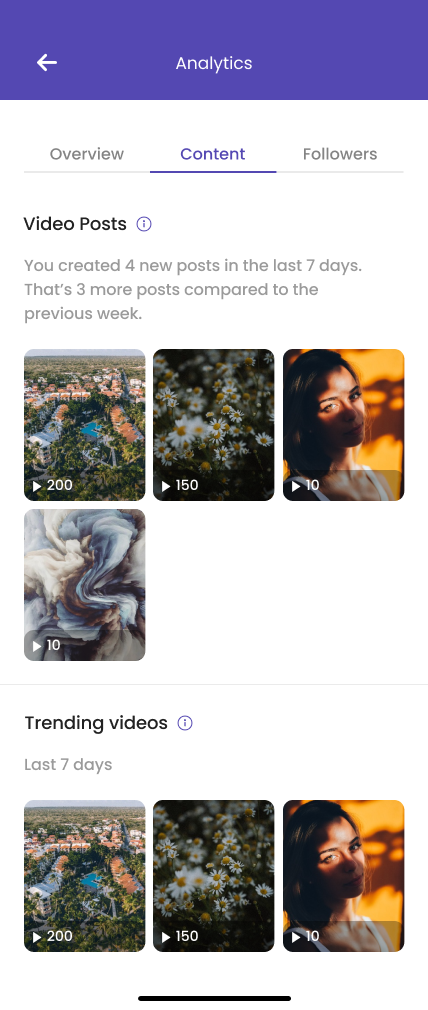 Analytics
Overview Content Followers
Video Posts
You created 4 new posts in the last 7 days.
That’s 3 more posts compared to the
previous week.
200 150 10
10
Trending videos
Last 7 days
200 150 10